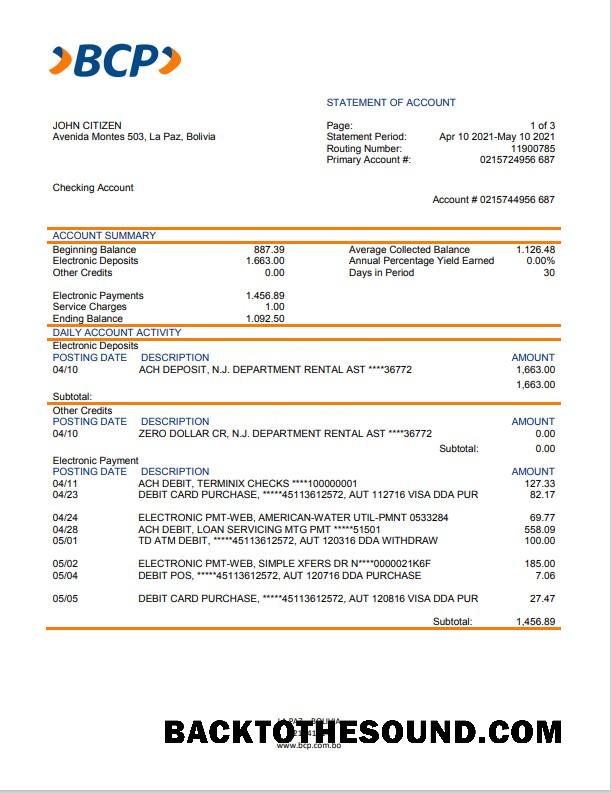 BCP
STATEMENT OF ACCOUNT
JOHN CITIZEN Page: 1 of 3
Avenida Montes 503, La Paz, Bolivia Statement Period: Apr 10 2021-May 10 2021
Routing Number: 11900785
Primary Account #: 0215724956 687
Checking Account
Account # 0215744956 687
ACCOUNT SUMMARY
Beginning Balance 887.39 Average Collected Balance 1.126.48
Electronic Deposits 1.663.00 Annual Percentage Yield Earned 0.00%
Other Credits 0.00 Days in Period 30
Electronic Payments 1.456.89
Service Charges 1.00
Ending Balance 1.092.50
DAILY ACCOUNT ACTIVITY
Electronic Deposits
POSTING DATE DESCRIPTION AMOUNT
04/10 ACH DEPOSIT, N.J. DEPARTMENT RENTAL AST ****36772 1,663.00
1,663.00
Subtotal:
Other Credits
POSTING DATE DESCRIPTION AMOUNT
04/10 ZERO DOLLAR CR, N.J. DEPARTMENT RENTAL AST ****36772 0.00
Subtotal: 0.00
Electronic Payment
POSTING DATE DESCRIPTION AMOUNT
04/11 ACH DEBIT, TERMINIX CHECKS ****100000001 127.33
04/23 DEBIT CARD PURCHASE, *****45113612572, AUT 112716 VISA DDA PUR 82.17
04/24 ELECTRONIC PMT-WEB, AMERICAN-WATER UTIL-PMNT 0533284 69.77
04/28 ACH DEBIT, LOAN SERVICING MTG PMT *****51501 558.09
05/01 TD ATM DEBIT, *****45113612572, AUT 120316 DDA WITHDRAW 100.00
05/02 ELECTRONIC PMT-WEB, SIMPLE XFERS DR N****0000021K6F 185.00
05/04 DEBIT POS, *****45113612572, AUT 120716 DDA PURCHASE 7.06
05/05 DEBIT CARD PURCHASE, *****45113612572, AUT 120816 VISA DDA PUR 27.47
Subtotal: 1,456.89
LA PAZ - BOLIVIA
BACKTOTHESOUND.COM
www.bcp.com.bo